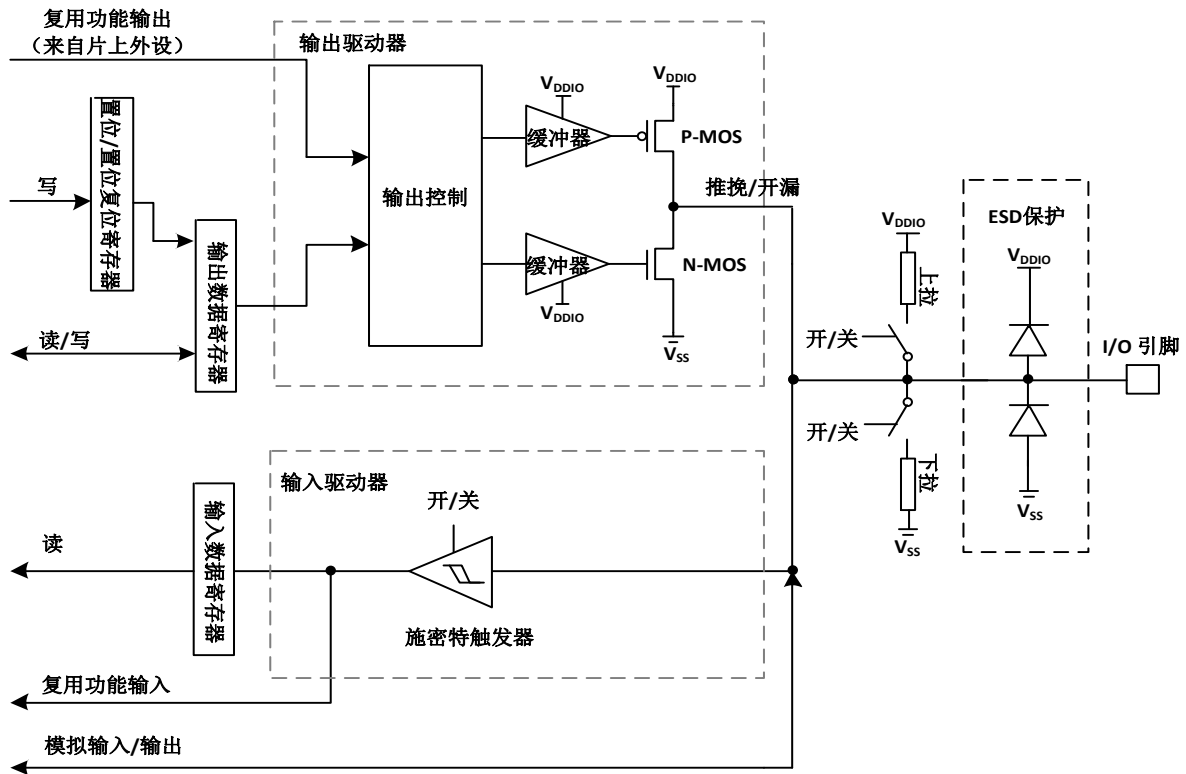 复用功能输出
（来自片上外设）
输出驱动器
VDDIO
VDDIO
缓冲器
P-MOS
置位/置位复位寄存器
写
输出控制
推挽/开漏
ESD保护
VDDIO
VDDIO
输出数据寄存器
缓冲器
N-MOS
上拉
VDDIO
读/写
VSS
开/关
I/O 引脚
开/关
输入驱动器
下拉
开/关
VSS
VSS
输入数据寄存器
读
施密特触发器
复用功能输入
模拟输入/输出